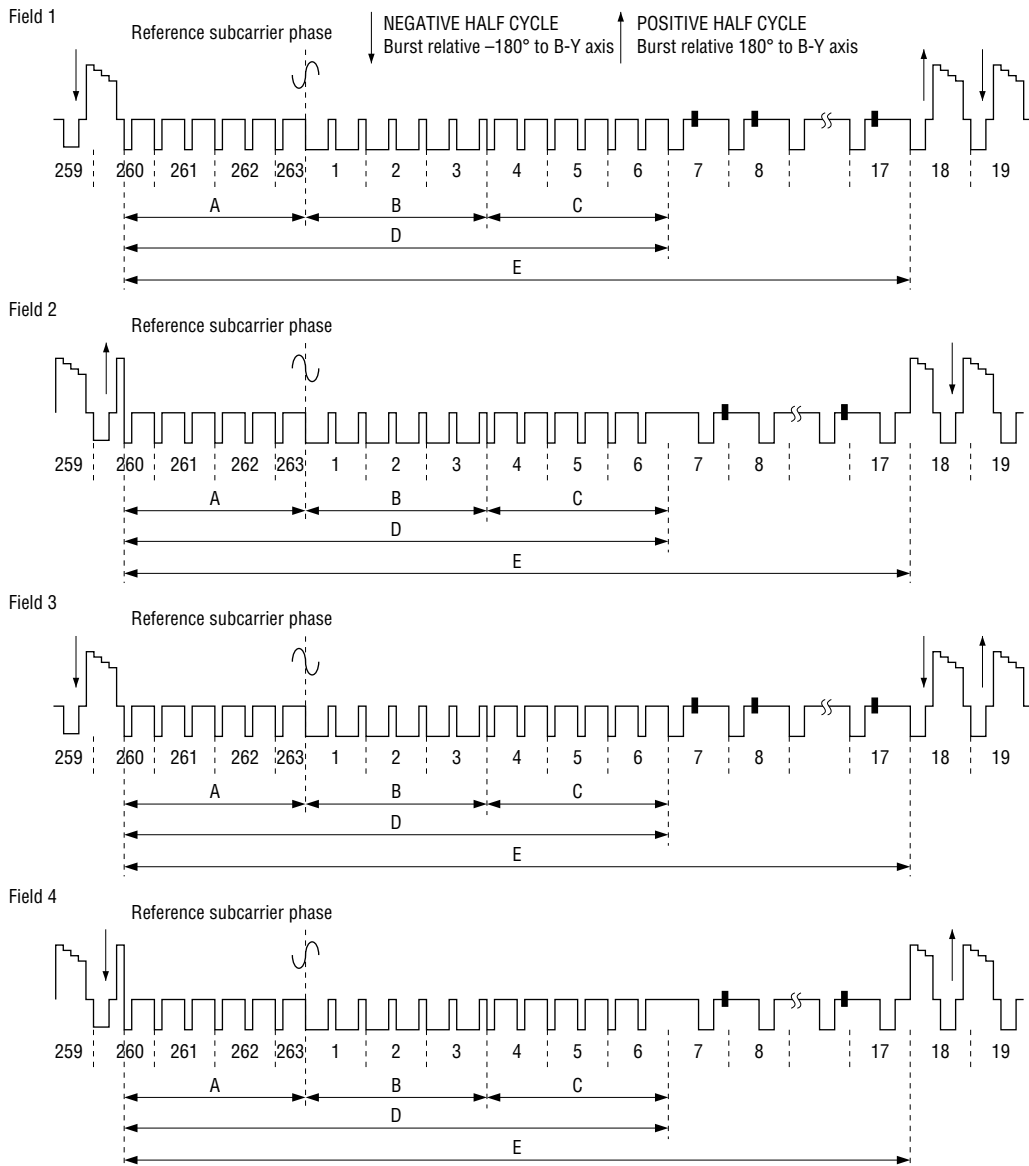 Field 1
Reference subcarrier phase
NEGATIVE HALF CYCLE
Burst relative –180° to B-Y axis
POSITIVE HALF CYCLE
Burst relative 180° to B-Y axis
259 260 261 262 263 1 2 3 4 5 6 7 8 17 18 19
A B C
D
E
Field 2
Reference subcarrier phase
259 260 261 262 263 1 2 3 4 5 6 7 8 17 18 19
A B C
D
E
Field 3
Reference subcarrier phase
259 260 261 262 263 1 2 3 4 5 6 7 8 17 18 19
A B C
D
E
Field 4
Reference subcarrier phase
259 260 261 262 263 1 2 3 4 5 6 7 8 17 18 19
A B C
D
E